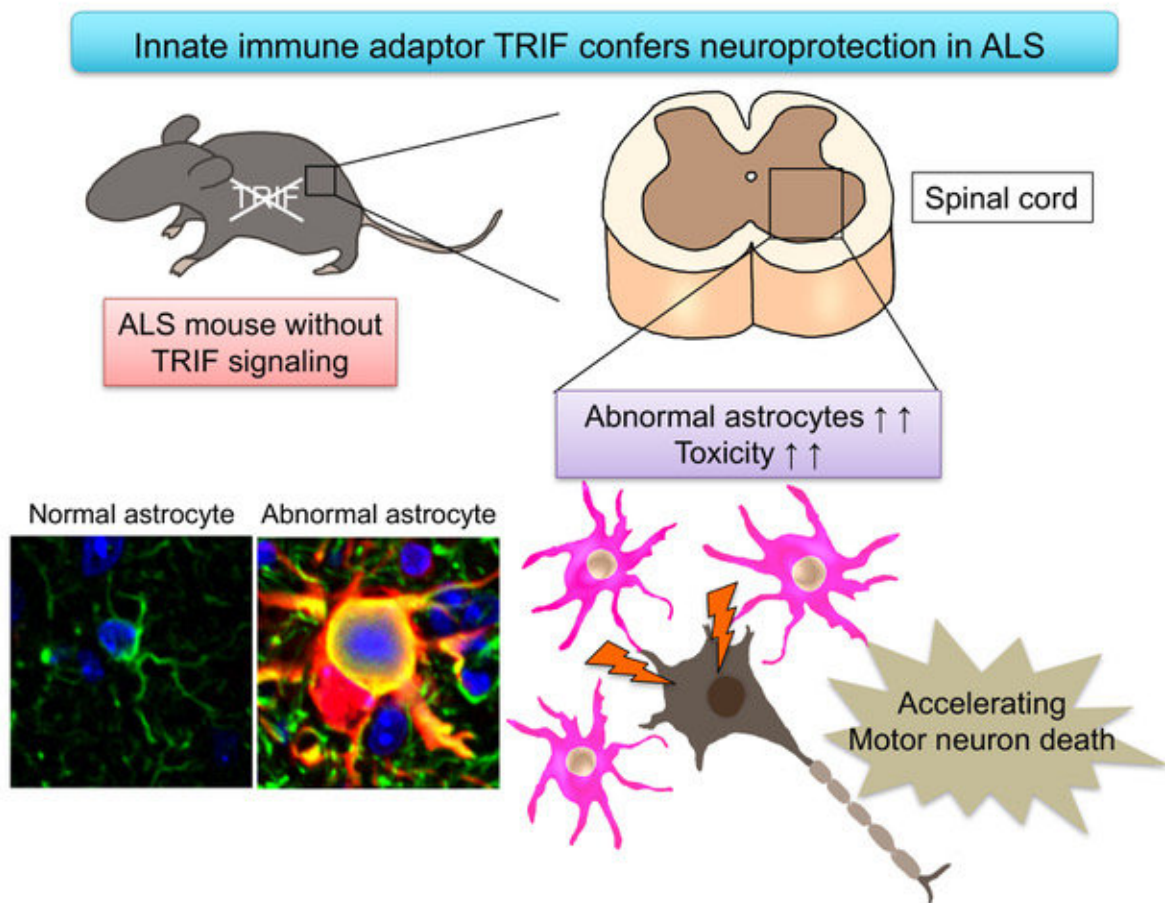 Innate immune adaptor TRIF confers neuroprotection in ALS
TRIF
Spinal cord
ALS mouse without
TRIF signaling
Abnormal astrocytes ↑ ↑
Toxicity ↑ ↑
Normal astrocyte
Abnormal astrocyte
Accelerating
Motor neuron death